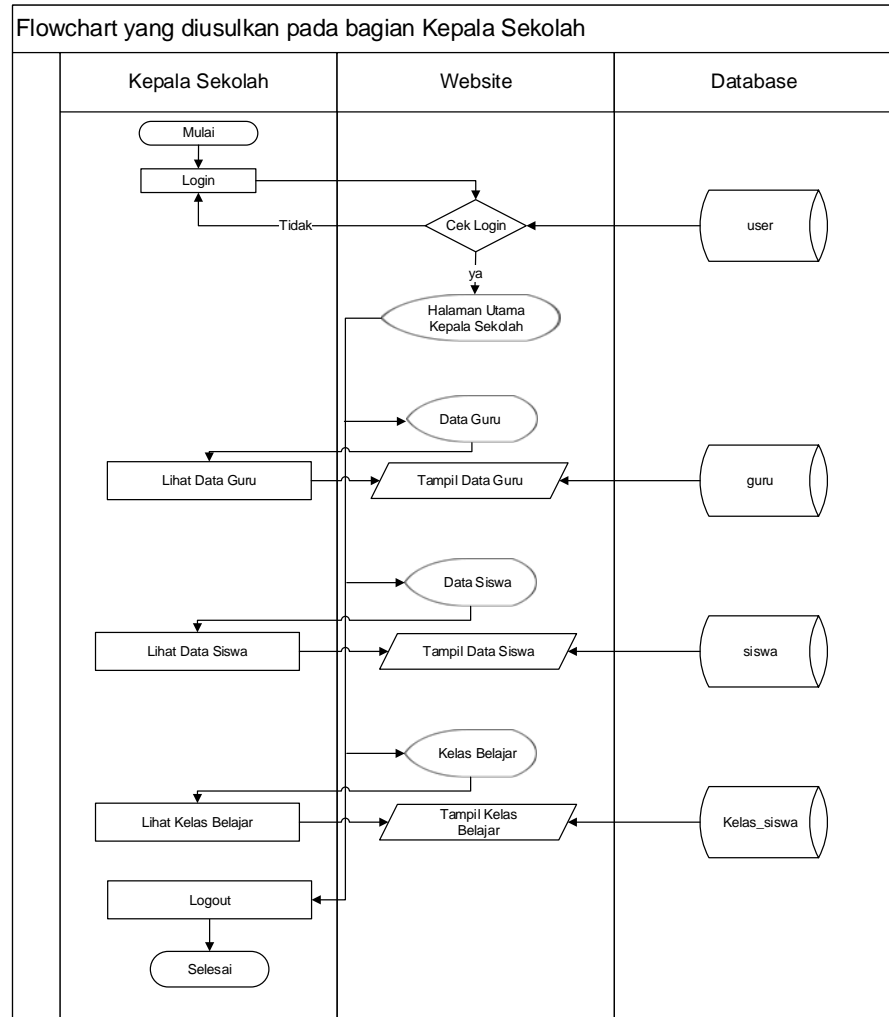 Flowchart yang diusulkan pada bagian Kepala Sekolah
Kepala Sekolah
Website
Database
Mulai
Login
Tidak
Cek Login
user
ya
Halaman Utama
Kepala Sekolah
Data Guru
Lihat Data Guru
Tampil Data Guru
guru
Data Siswa
Lihat Data Siswa
Tampil Data Siswa
siswa
Kelas Belajar
Lihat Kelas Belajar
Tampil Kelas
Belajar
Kelas_siswa
Logout
Selesai